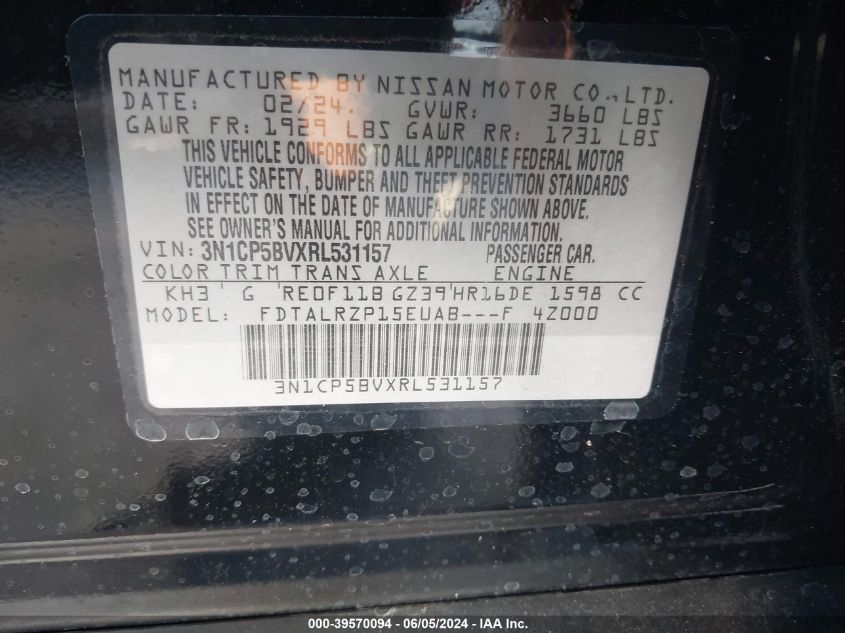 MANUFACTURED BY NISSAN MOTOR CO., LTD.
DATE: 02/24. GVWR: 3660 LBS
GAWR FR: 1929 LBS GAWR RR: 1731 LBS
THIS VEHICLE CONFORMS TO ALL APPLICABLE FEDERAL MOTOR
VEHICLE SAFETY, BUMPER AND THEFT PREVENTION STANDARDS
IN EFFECT ON THE DATE OF MANUFACTURE SHOWN ABOVE.
SEE OWNER'S MANUAL FOR ADDITIONAL INFORMATION.
VIN: 3N1CP5BVXRL531157 PASSENGER CAR.
COLOR TRIM TRANS AXLE ENGINE
KH3 G RE0F11B GZ39 HR16DE 1598 CC
MODEL: FDTALRZP15EUAB---F 4Z000
3N1CP5BVXRL531157
000-39570094 - 06/05/2024 - IAA Inc.